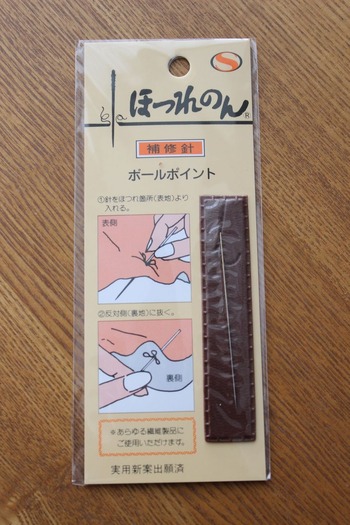 S
ほつれのん®
補修針
ボールポイント
①針をほつれ箇所(表地)より
入れる。
表側
②反対側(裏地)に抜く。
裏側
※あらゆる繊維製品に
ご使用いただけます。
実用新案出願済